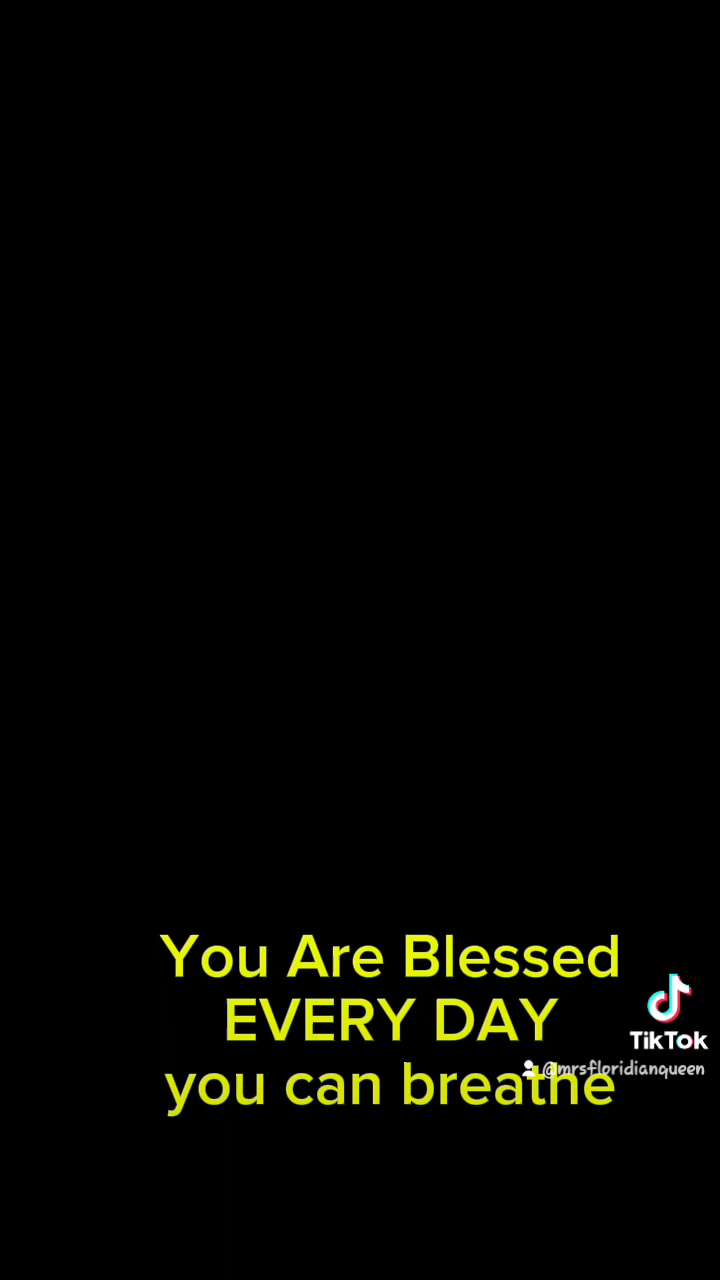 You Are Blessed
EVERY DAY
you can breathe
TikTok
@mrsfloridianqueen